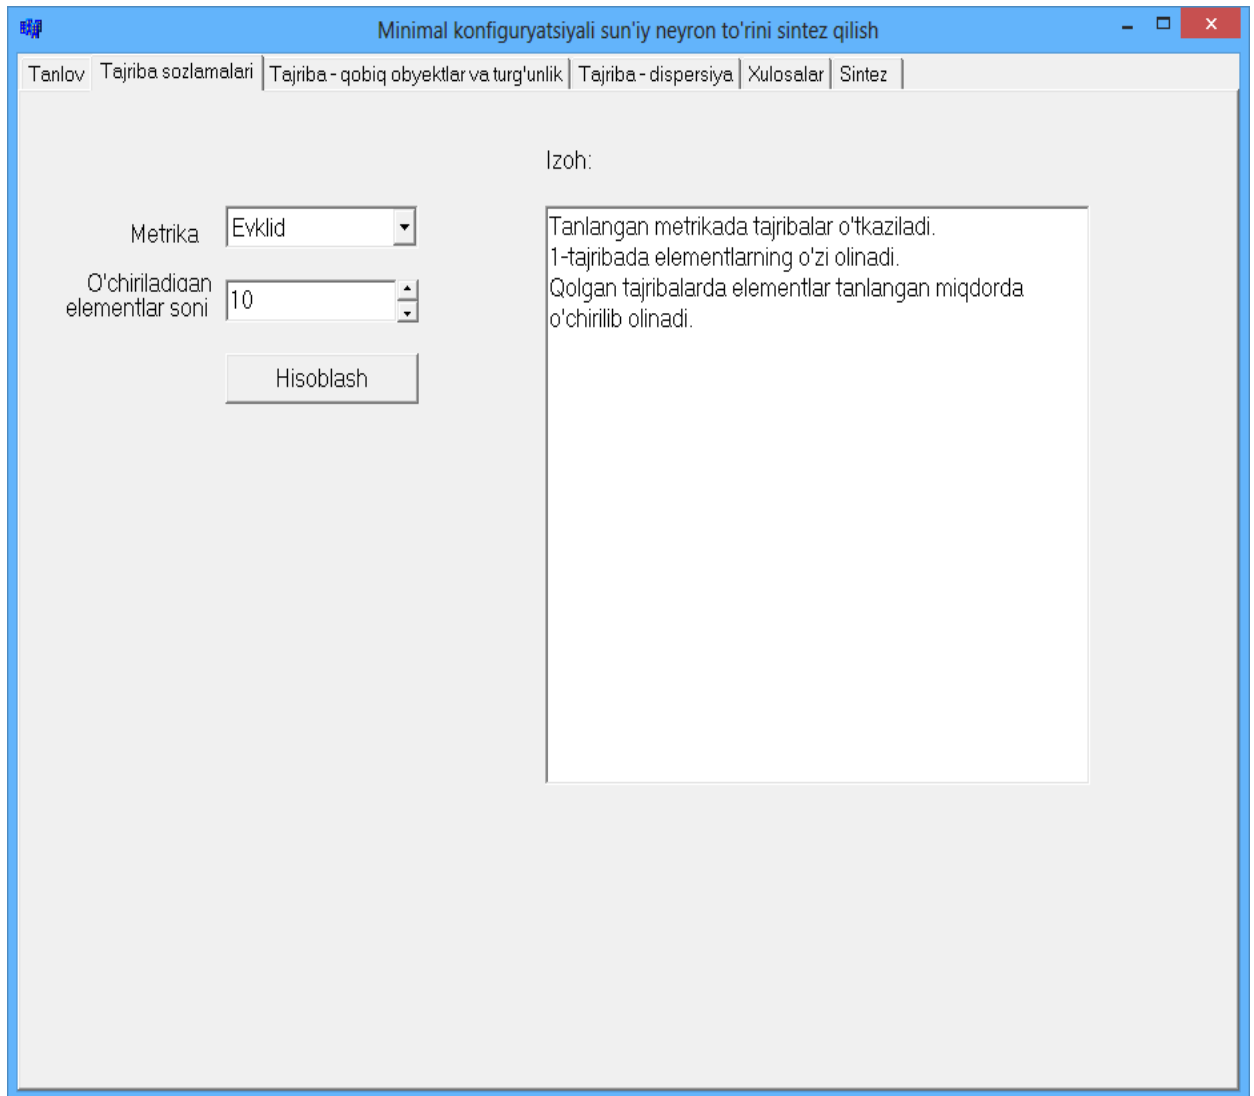 Minimal konfiguryatsiyali sun'iy neyron to'rini sintez qilish
Tanlov Tajriba sozlamalari Tajriba - qobiq obyektlar va turg'unlik Tajriba - dispersiya Xulosalar Sintez
Izoh:
Metrika Evklid
O'chiriladigan
elementlar soni 10
Hisoblash
Tanlangan metrikada tajribalar o'tkaziladi.
1-tajribada elementlarning o'zi olinadi.
Qolgan tajribalarda elementlar tanlangan miqdorda
o'chirilib olinadi.